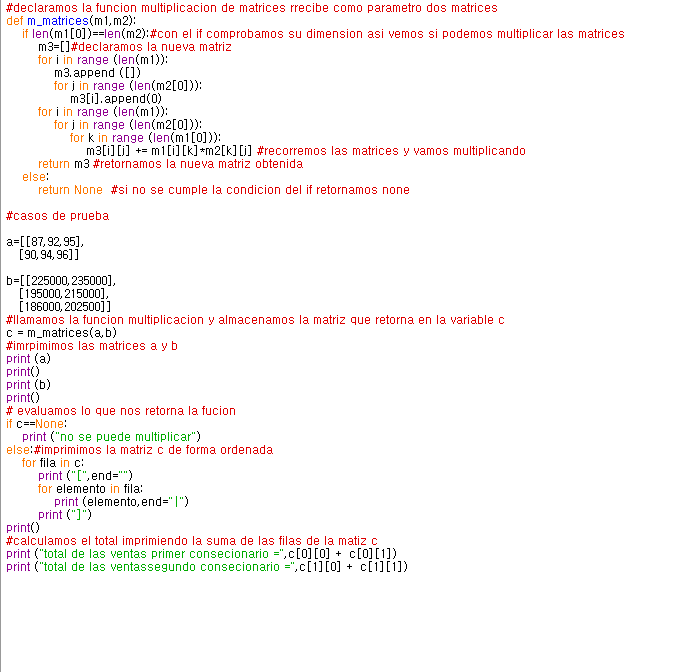 #declaramos la funcion multiplicacion de matrices rrecibe como parametro dos matrices
def m_matrices(m1,m2):
    if len(m1[0])==len(m2):#con el if comprobamos su dimension asi vemos si podemos multiplicar las matrices
        m3=[]#declaramos la nueva matriz
        for i in range (len(m1)):
            m3.append ([])
            for j in range (len(m2[0])):
                m3[i].append(0)
        for i in range (len(m1)):
            for j in range (len(m2[0])):
                for k in range (len(m1[0])):
                    m3[i][j] += m1[i][k]*m2[k][j] #recorremos las matrices y vamos multiplicando
        return m3 #retornamos la nueva matriz obtenida
    else:
        return None  #si no se cumple la condicion del if retornamos none

#casos de prueba

a=[[87,92,95],
   [90,94,96]]

b=[[225000,235000],
   [195000,215000],
   [186000,202500]]
#llamamos la funcion multiplicacion y almacenamos la matriz que retorna en la variable c
c = m_matrices(a,b)
#imrpimimos las matrices a y b
print (a)
print()
print (b)
print()
# evaluamos lo que nos retorna la fucion
if c==None:
    print ("no se puede multiplicar")
else:#imprimimos la matriz c de forma ordenada
    for fila in c:
        print ("[",end="")
        for elemento in fila:
            print (elemento,end="|")
        print ("]")
print()
#calculamos el total imprimiendo la suma de las filas de la matiz c
print ("total de las ventas primer consecionario =",c[0][0] + c[0][1])
print ("total de las ventassegundo consecionario =",c[1][0] + c[1][1])